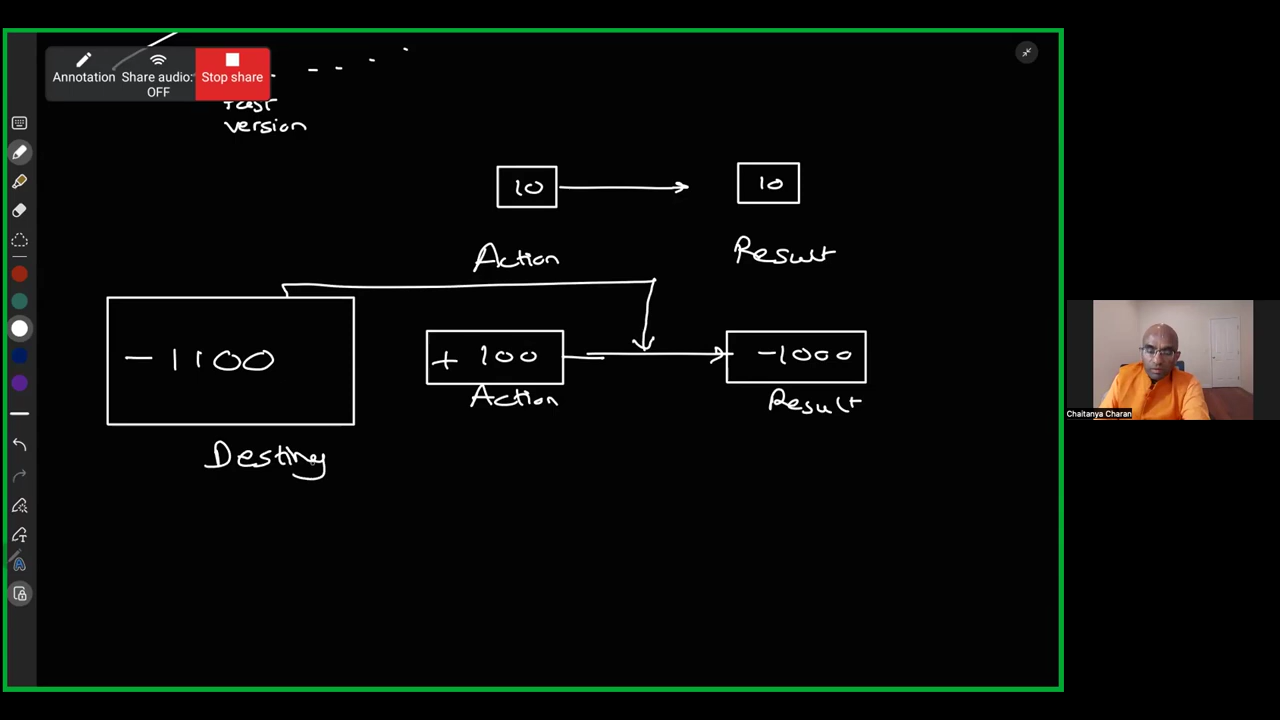 Annotation
Share audio:
OFF
Stop share
version
10
10
Action
Result
- 1100
+ 100
-1000
Action
Result
Destiny
Chaitanya Charan